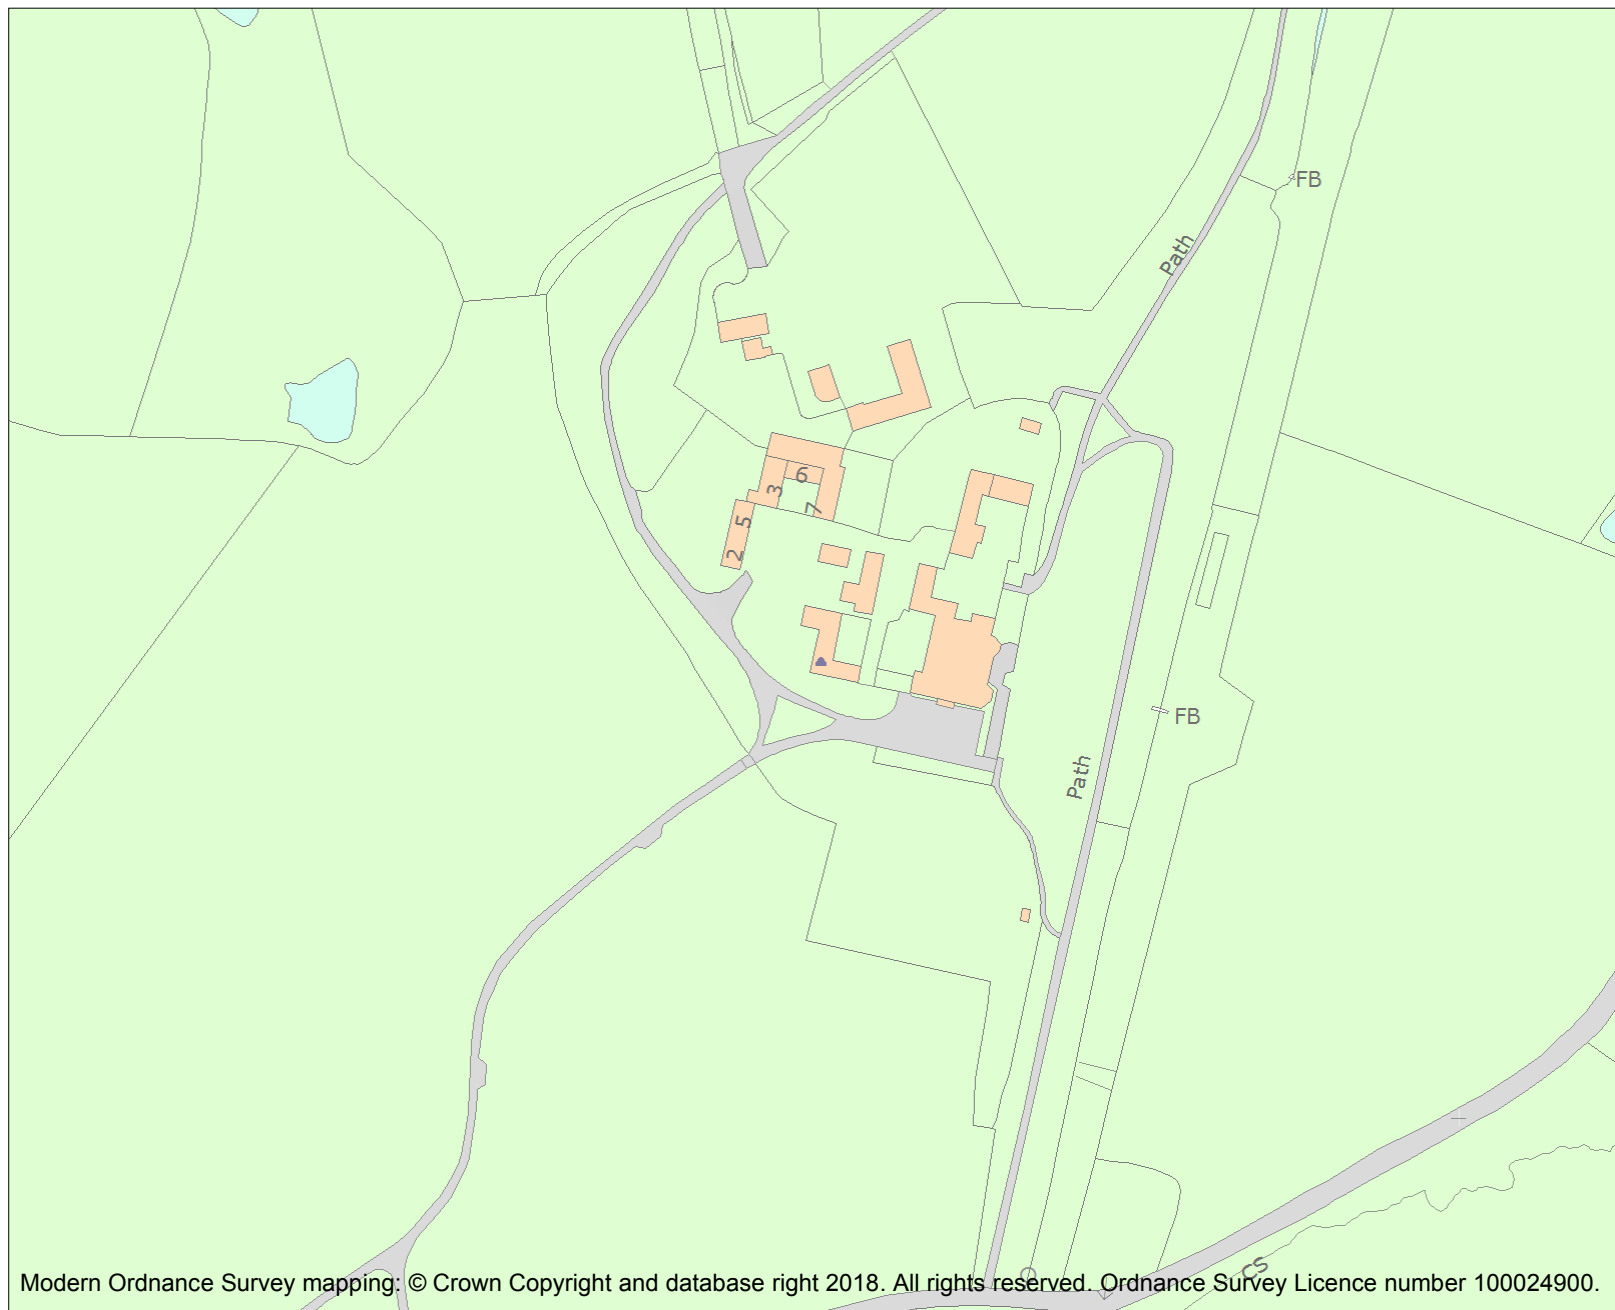 FB
Path
6
3
7
5
2
FB
Path
CS
Modern Ordnance Survey mapping: © Crown Copyright and database right 2018. All rights reserved. Ordnance Survey Licence number 100024900.